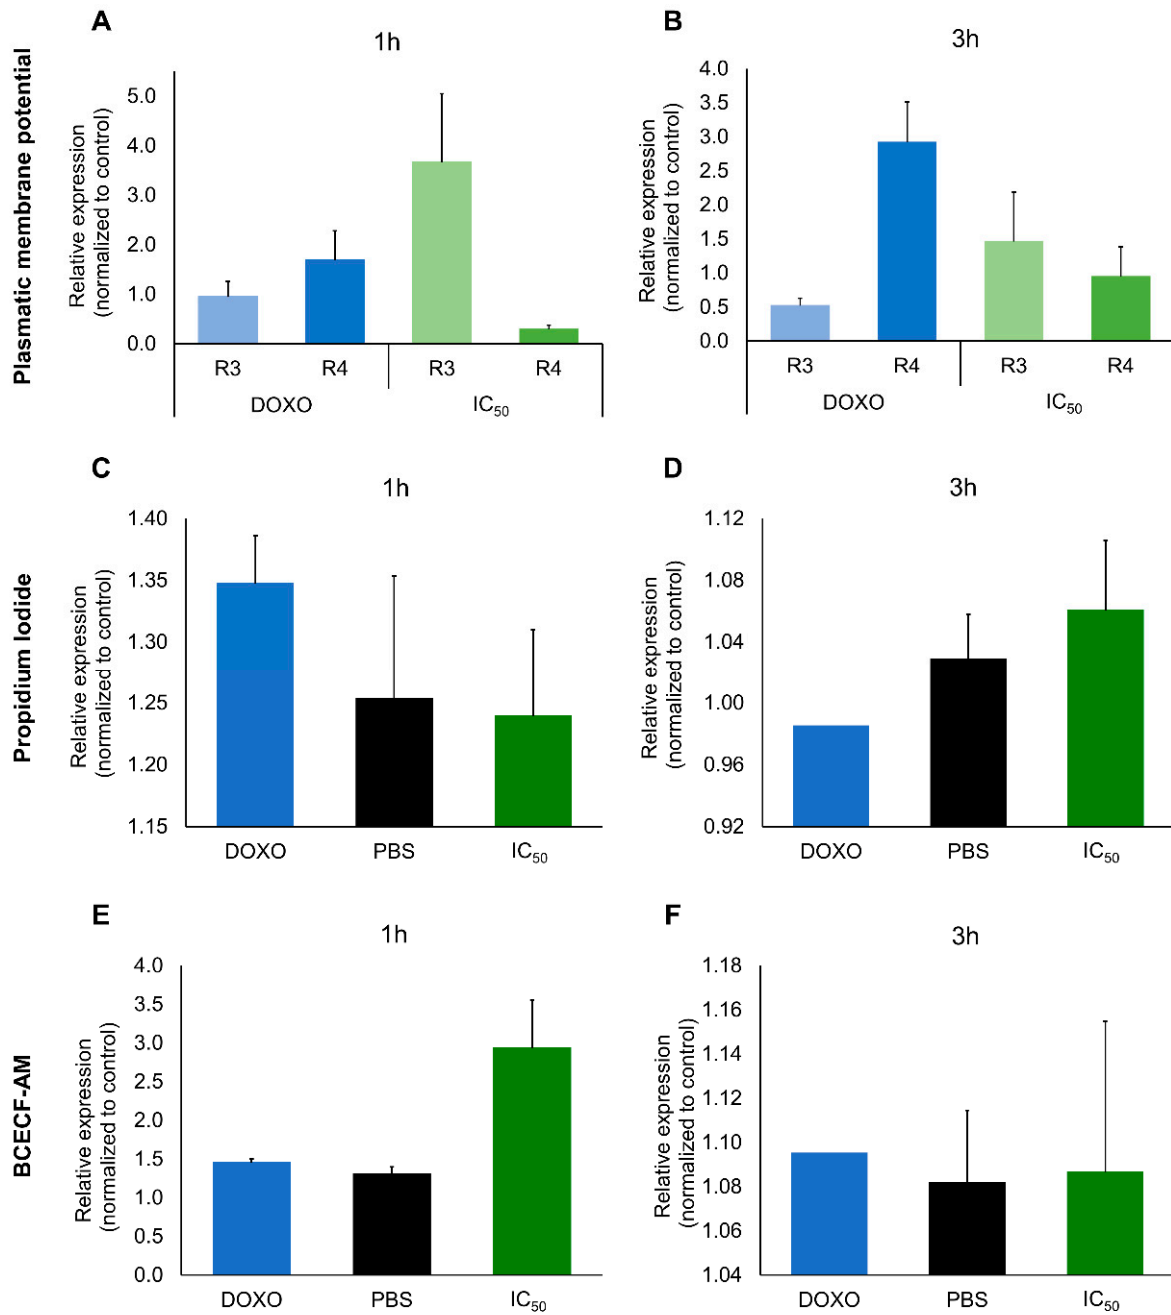 A
1h
Plasmatic membrane potential
Relative expression
(normalized to control)
5.0
4.0
3.0
2.0
1.0
0.0
R3 R4 R3 R4
DOXO IC₅₀
B
3h
Relative expression
(normalized to control)
4.0
3.5
3.0
2.5
2.0
1.5
1.0
0.5
0.0
R3 R4 R3 R4
DOXO IC₅₀
C
1h
Propidium Iodide
Relative expression
(normalized to control)
1.40
1.35
1.30
1.25
1.20
1.15
DOXO PBS IC₅₀
D
3h
Relative expression
(normalized to control)
1.12
1.08
1.04
1.00
0.96
0.92
DOXO PBS IC₅₀
E
1h
BCECF-AM
Relative expression
(normalized to control)
4.0
3.5
3.0
2.5
2.0
1.5
1.0
0.5
0.0
DOXO PBS IC₅₀
F
3h
Relative expression
(normalized to control)
1.18
1.16
1.14
1.12
1.10
1.08
1.06
1.04
DOXO PBS IC₅₀